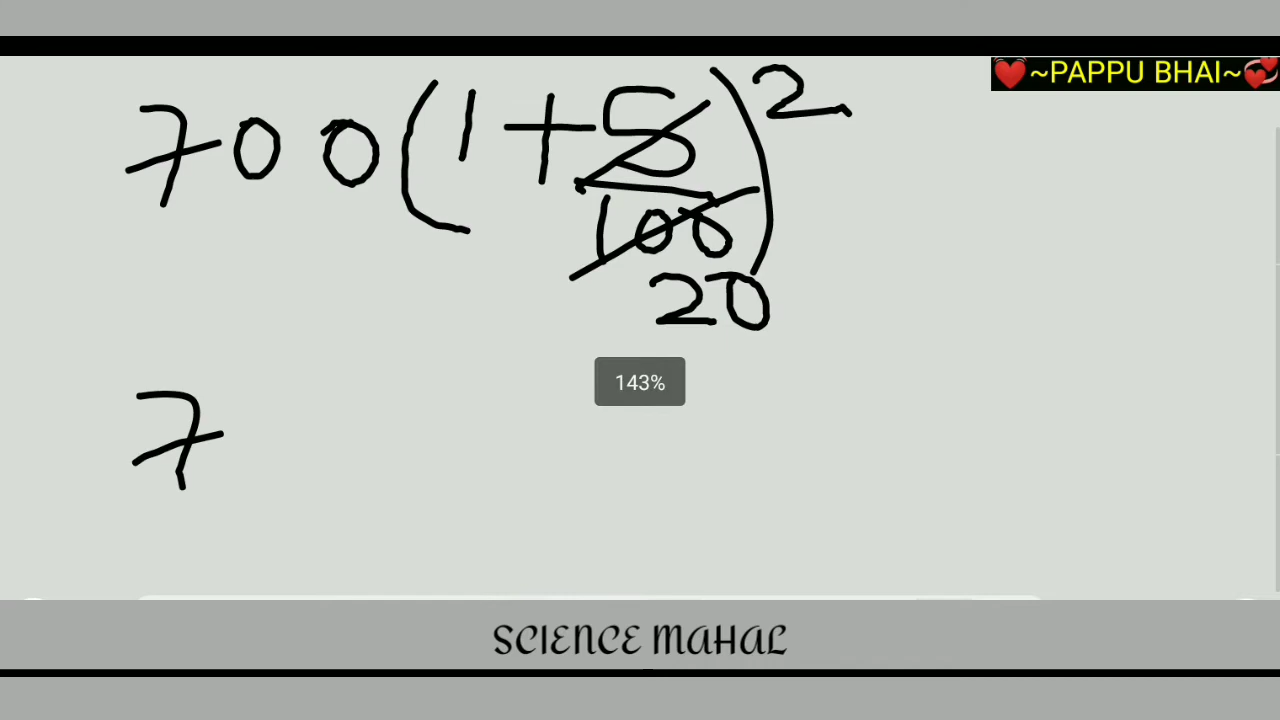 ❤️~PAPPU BHAI~💞
700(1+5/100)2
20
143%
7
SCIENCE MAHAL